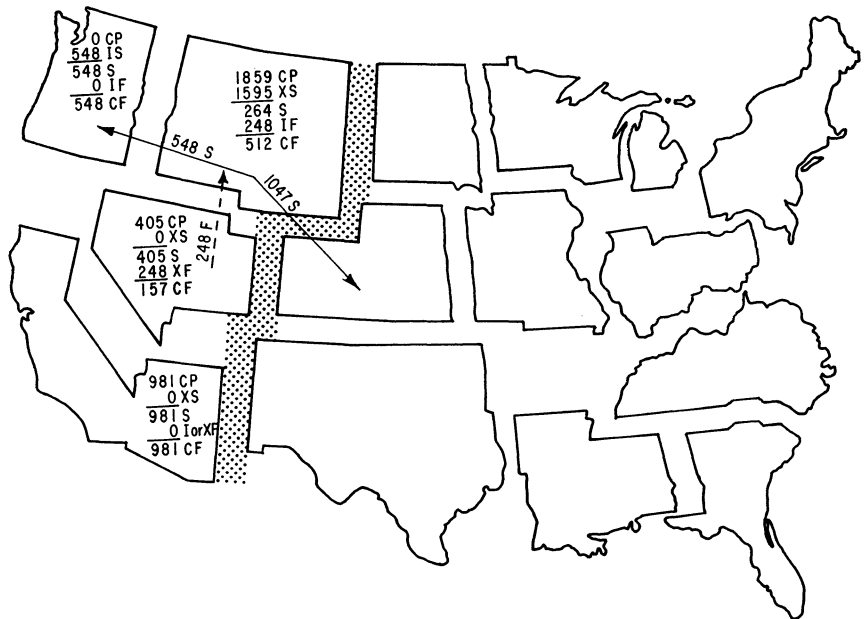 0 CP
548 IS
548 S
0 IF
548 CF
1859 CP
1595 XS
264 S
248 IF
512 CF
548 S
1047 S
405 CP
0 XS
405 S
248 XF
157 CF
248 F
981 CP
0 XS
981 S
0 IorXF
981 CF